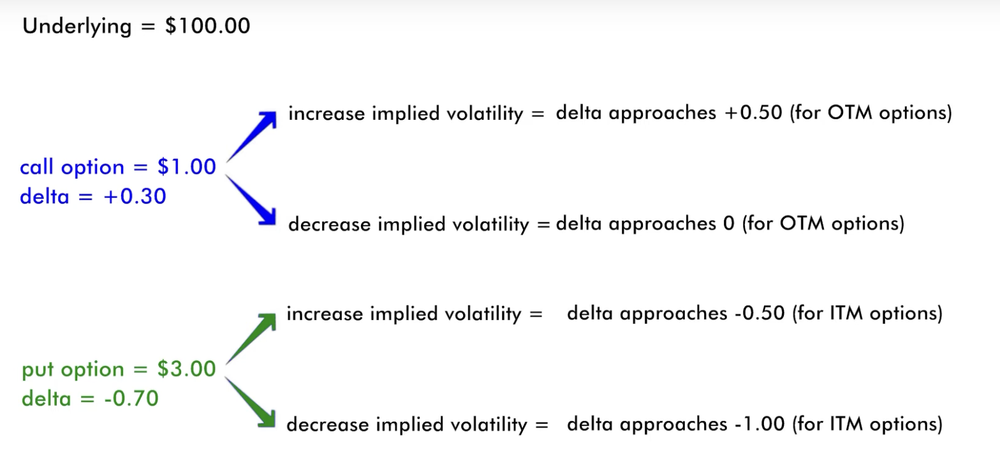 Underlying = $100.00
increase implied volatility = delta approaches +0.50 (for OTM options)
call option = $1.00
delta = +0.30
decrease implied volatility = delta approaches 0 (for OTM options)
increase implied volatility = delta approaches -0.50 (for ITM options)
put option = $3.00
delta = -0.70
decrease implied volatility = delta approaches -1.00 (for ITM options)